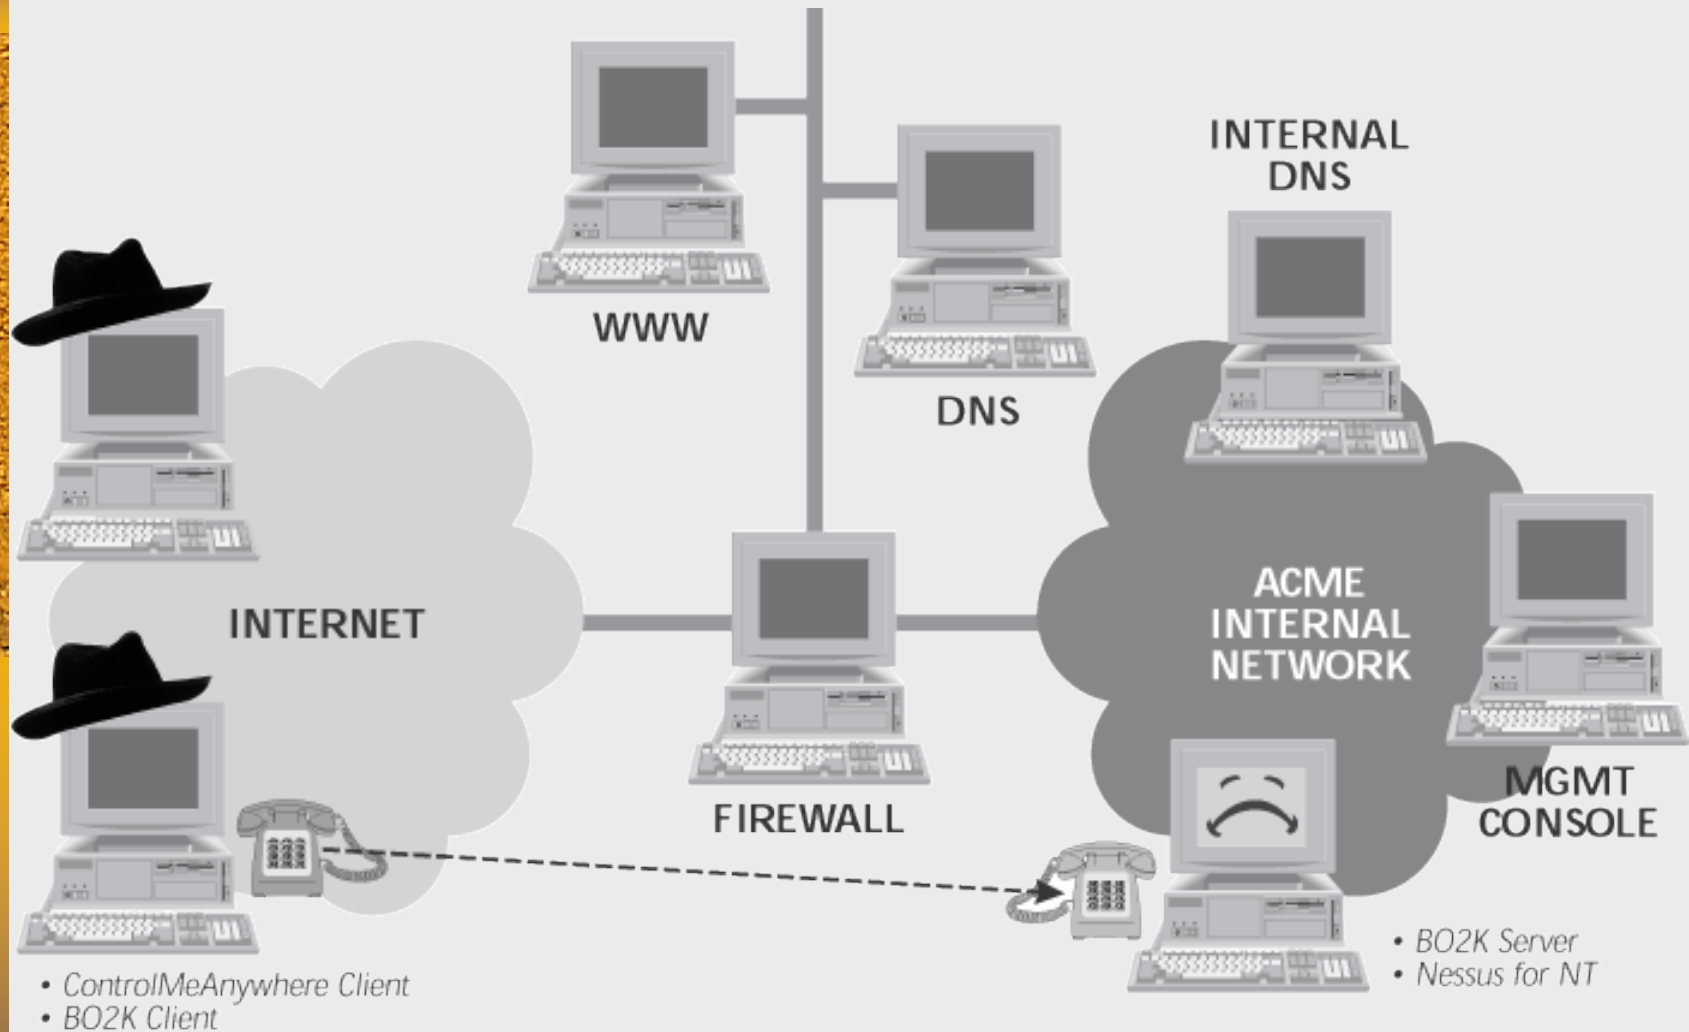 INTERNAL
DNS
WWW
DNS
INTERNET
ACME
INTERNAL
NETWORK
FIREWALL
MGMT
CONSOLE
• ControlMeAnywhere Client
• BO2K Client
• BO2K Server
• Nessus for NT